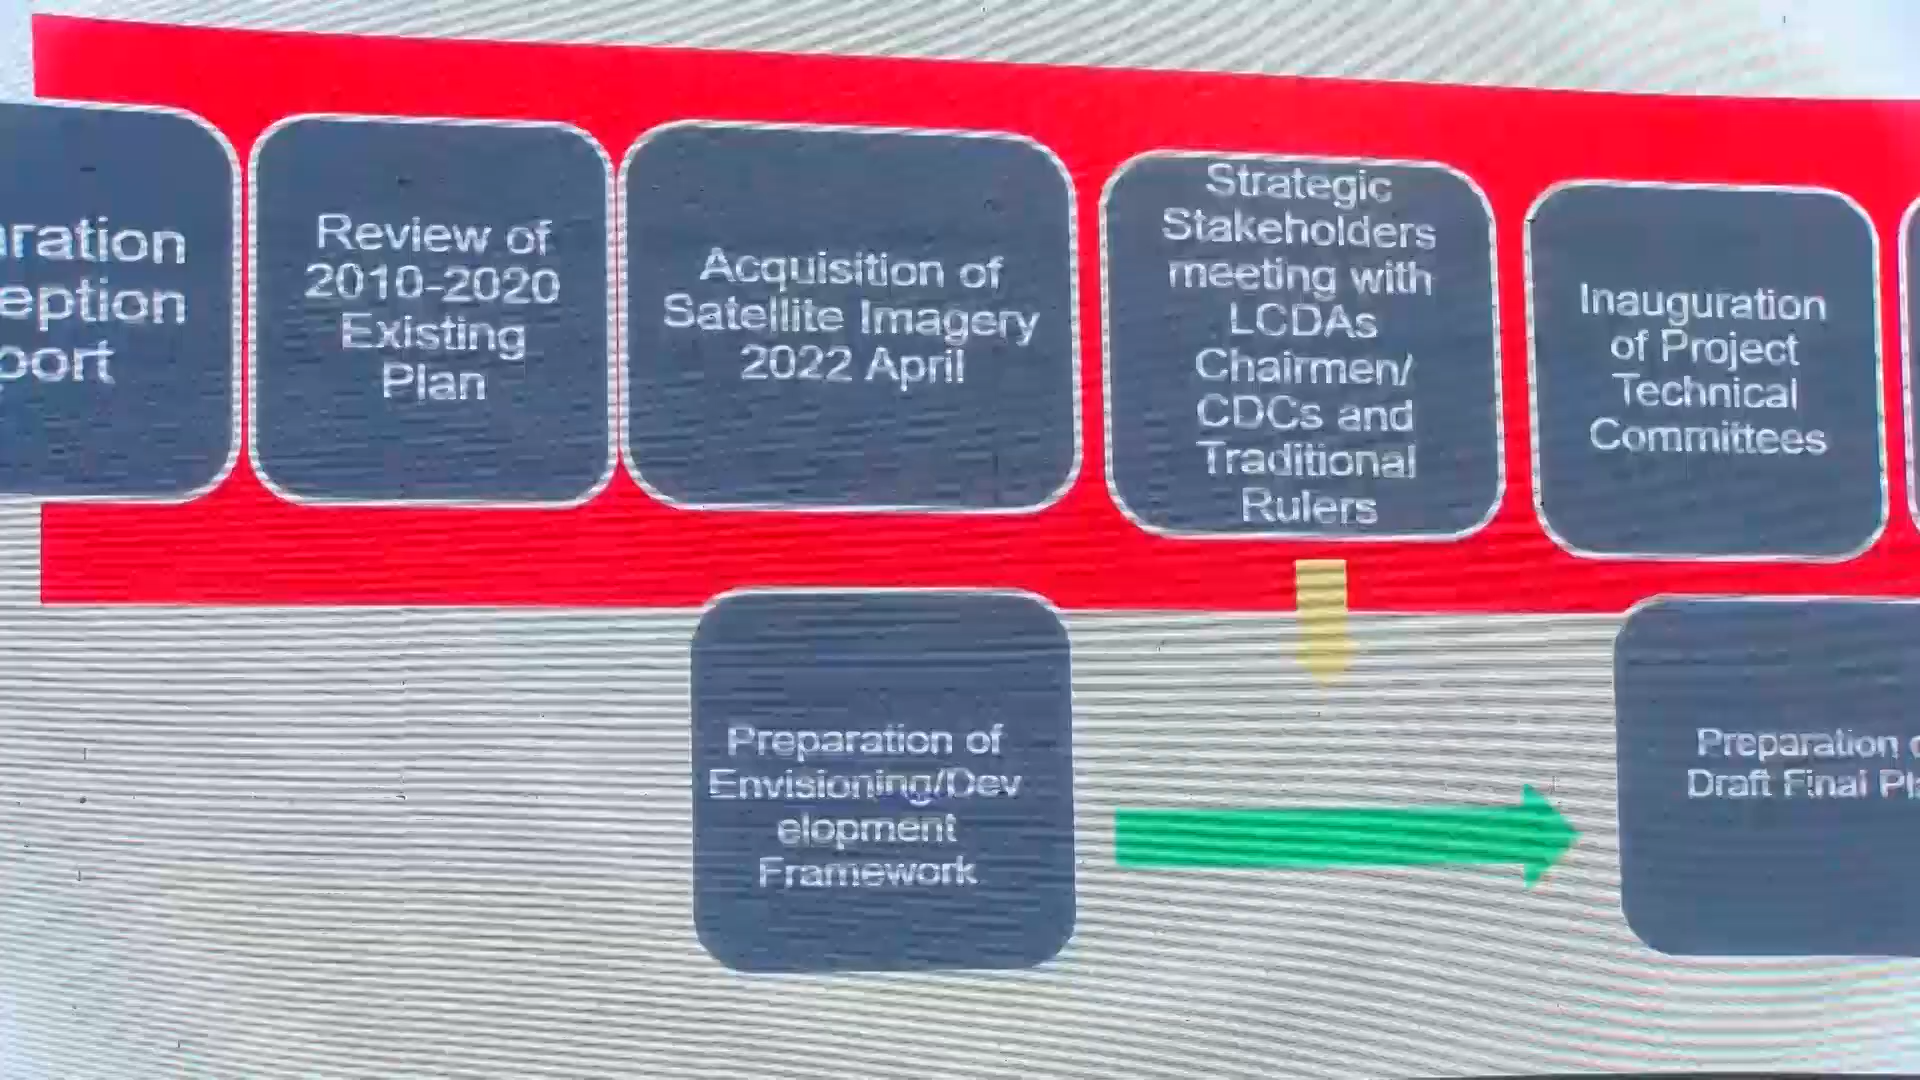 aration
eption
port
Review of
2010-2020
Existing
Plan
Acquisition of
Satellite Imagery
2022 April
Strategic
Stakeholders
meeting with
LCDAs
Chairmen/
CDCs and
Traditional
Rulers
Inauguration
of Project
Technical
Committees
Preparation of
Envisioning/Dev
elopment
Framework
Preparation
Draft Final